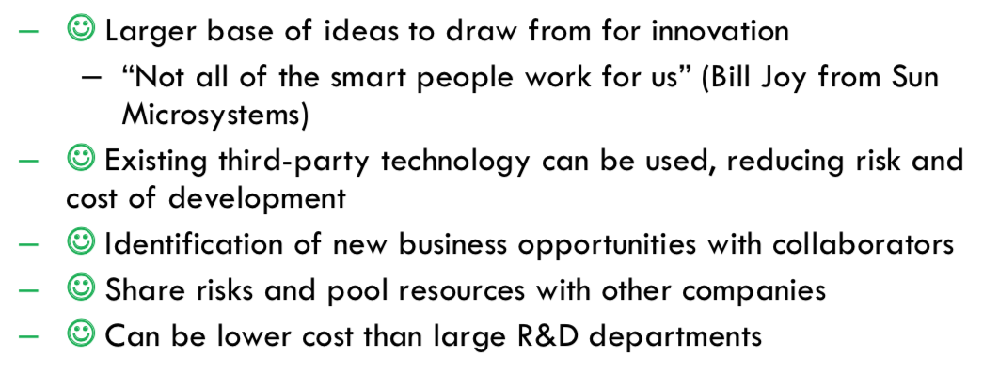 – ☺ Larger base of ideas to draw from for innovation
– “Not all of the smart people work for us” (Bill Joy from Sun
Microsystems)
– ☺ Existing third-party technology can be used, reducing risk and
cost of development
– ☺ Identification of new business opportunities with collaborators
– ☺ Share risks and pool resources with other companies
– ☺ Can be lower cost than large R&D departments